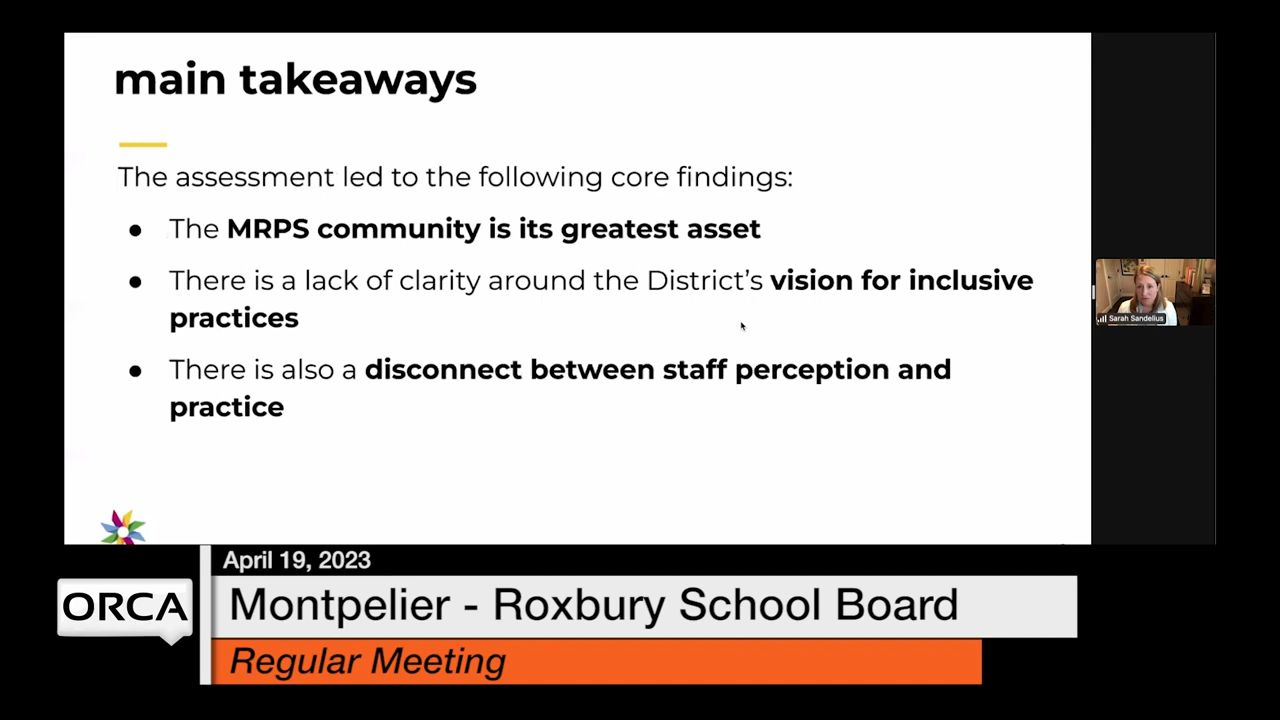 main takeaways
The assessment led to the following core findings:
● The MRPS community is its greatest asset
● There is a lack of clarity around the District's vision for inclusive
practices
● There is also a disconnect between staff perception and
practice
Sarah Sandelius
April 19, 2023
ORCA
Montpelier - Roxbury School Board
Regular Meeting